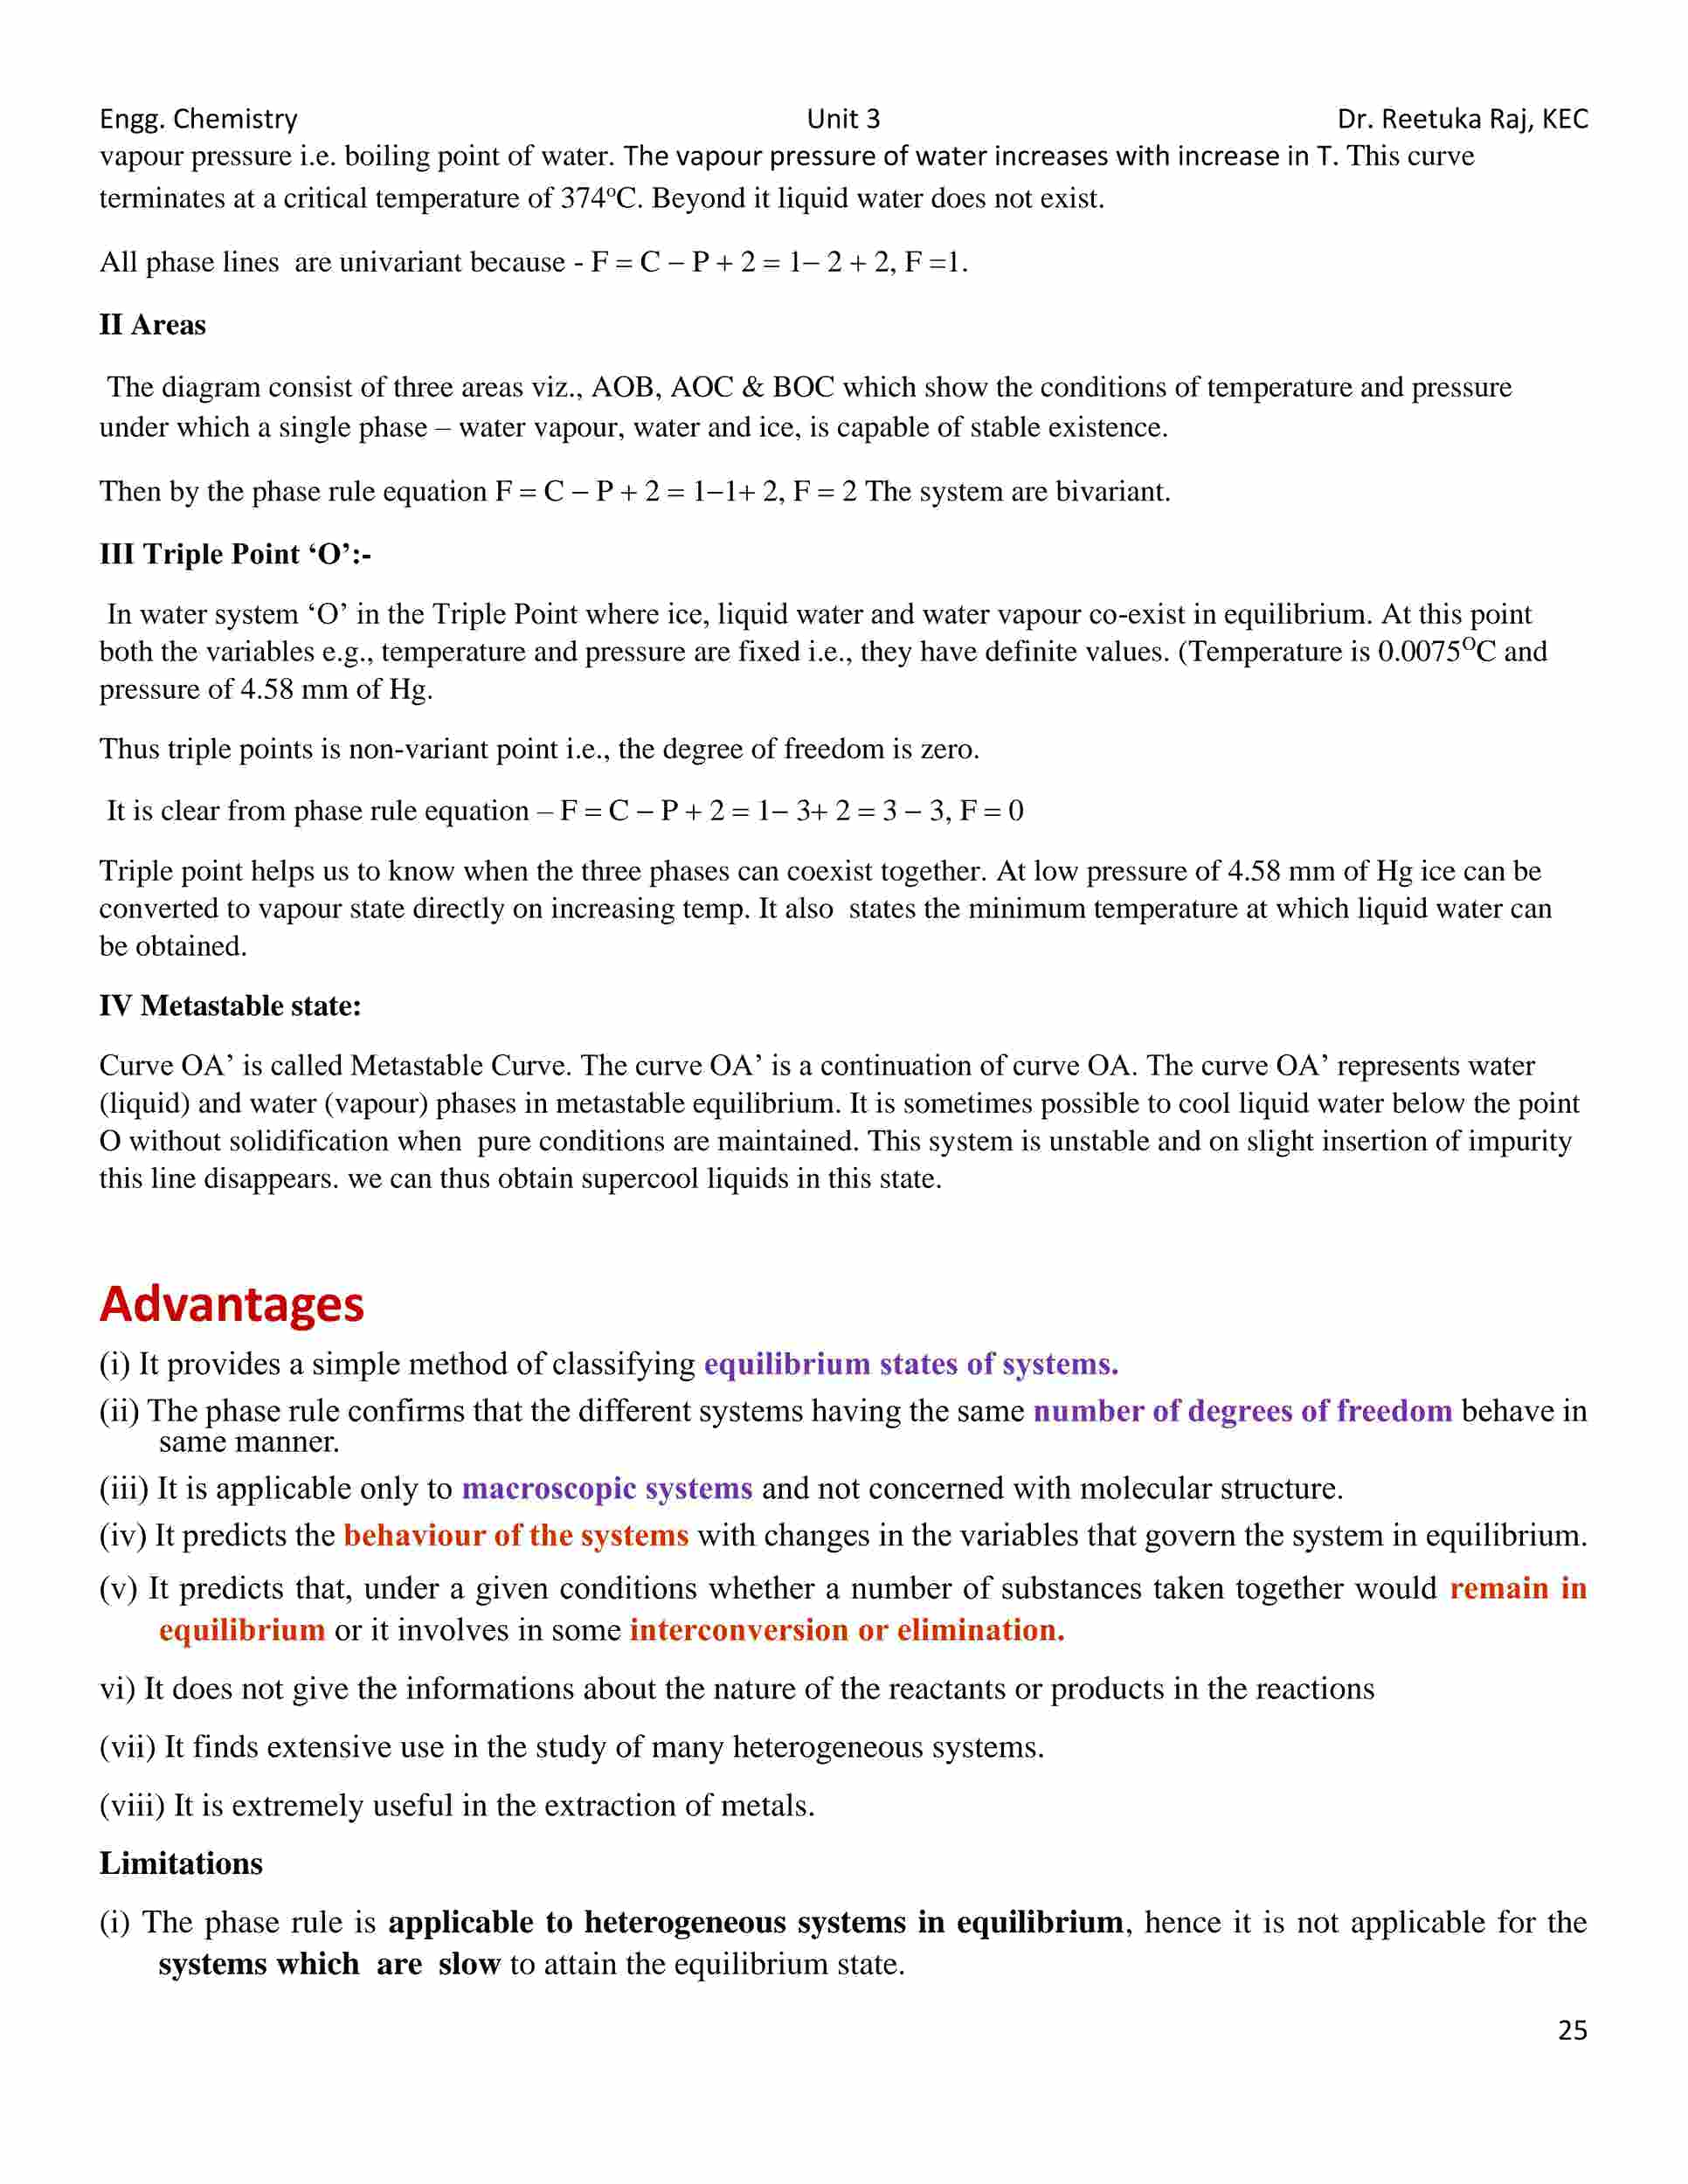 Engg. Chemistry Unit 3 Dr. Reetuka Raj, KEC
vapour pressure i.e. boiling point of water. The vapour pressure of water increases with increase in T. This curve
terminates at a critical temperature of 374ºC. Beyond it liquid water does not exist.
All phase lines  are univariant because - F = C – P + 2 = 1– 2 + 2, F =1.
II Areas
The diagram consist of three areas viz., AOB, AOC & BOC which show the conditions of temperature and pressure
under which a single phase – water vapour, water and ice, is capable of stable existence.
Then by the phase rule equation F = C – P + 2 = 1–1+ 2, F = 2 The system are bivariant.
III Triple Point ‘O’:-
In water system ‘O’ in the Triple Point where ice, liquid water and water vapour co-exist in equilibrium. At this point
both the variables e.g., temperature and pressure are fixed i.e., they have definite values. (Temperature is 0.0075ᴼC and
pressure of 4.58 mm of Hg.
Thus triple points is non-variant point i.e., the degree of freedom is zero.
It is clear from phase rule equation – F = C – P + 2 = 1– 3+ 2 = 3 – 3, F = 0
Triple point helps us to know when the three phases can coexist together. At low pressure of 4.58 mm of Hg ice can be
converted to vapour state directly on increasing temp. It also  states the minimum temperature at which liquid water can
be obtained.
IV Metastable state:
Curve OA’ is called Metastable Curve. The curve OA’ is a continuation of curve OA. The curve OA’ represents water
(liquid) and water (vapour) phases in metastable equilibrium. It is sometimes possible to cool liquid water below the point
O without solidification when  pure conditions are maintained. This system is unstable and on slight insertion of impurity
this line disappears. we can thus obtain supercool liquids in this state.
Advantages
(i) It provides a simple method of classifying equilibrium states of systems.
(ii) The phase rule confirms that the different systems having the same number of degrees of freedom behave in
same manner.
(iii) It is applicable only to macroscopic systems and not concerned with molecular structure.
(iv) It predicts the behaviour of the systems with changes in the variables that govern the system in equilibrium.
(v) It predicts that, under a given conditions whether a number of substances taken together would remain in
equilibrium or it involves in some interconversion or elimination.
vi) It does not give the informations about the nature of the reactants or products in the reactions
(vii) It finds extensive use in the study of many heterogeneous systems.
(viii) It is extremely useful in the extraction of metals.
Limitations
(i) The phase rule is applicable to heterogeneous systems in equilibrium, hence it is not applicable for the
systems which  are  slow to attain the equilibrium state.
25